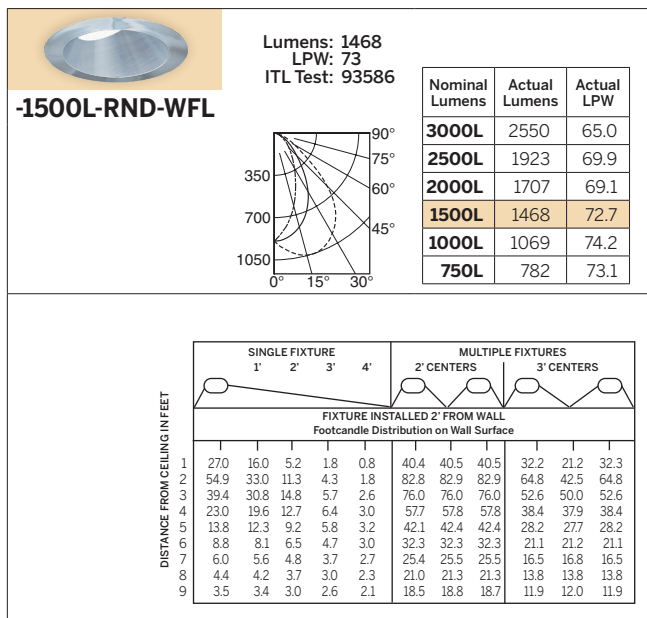 Lumens: 1468
LPW: 73
ITL Test: 93586
-1500L-RND-WFL
90°
75°
60°
45°
350
700
1050
0° 15° 30°
Nominal Lumens Actual Lumens Actual LPW
3000L 2550 65.0
2500L 1923 69.9
2000L 1707 69.1
1500L 1468 72.7
1000L 1069 74.2
750L 782 73.1
SINGLE FIXTURE MULTIPLE FIXTURES
1' 2' 3' 4' 2' CENTERS 3' CENTERS
FIXTURE INSTALLED 2' FROM WALL
Footcandle Distribution on Wall Surface
DISTANCE FROM CEILING IN FEET
1 27.0 16.0 5.2 1.8 0.8 40.4 40.5 40.5 32.2 21.2 32.3
2 54.9 33.0 11.3 4.3 1.8 82.8 82.9 82.9 64.8 42.5 64.8
3 39.4 30.8 14.8 5.7 2.6 76.0 76.0 76.0 52.6 50.0 52.6
4 23.0 19.6 12.7 6.4 3.0 57.7 57.8 57.8 38.4 37.9 38.4
5 13.8 12.3 9.2 5.8 3.2 42.1 42.4 42.4 28.2 27.7 28.2
6 8.8 8.1 6.5 4.7 3.0 32.3 32.3 32.3 21.1 21.2 21.1
7 6.0 5.6 4.8 3.7 2.7 25.4 25.5 25.5 16.5 16.8 16.5
8 4.4 4.2 3.7 3.0 2.3 21.0 21.3 21.3 13.8 13.8 13.8
9 3.5 3.4 3.0 2.6 2.1 18.5 18.8 18.7 11.9 12.0 11.9